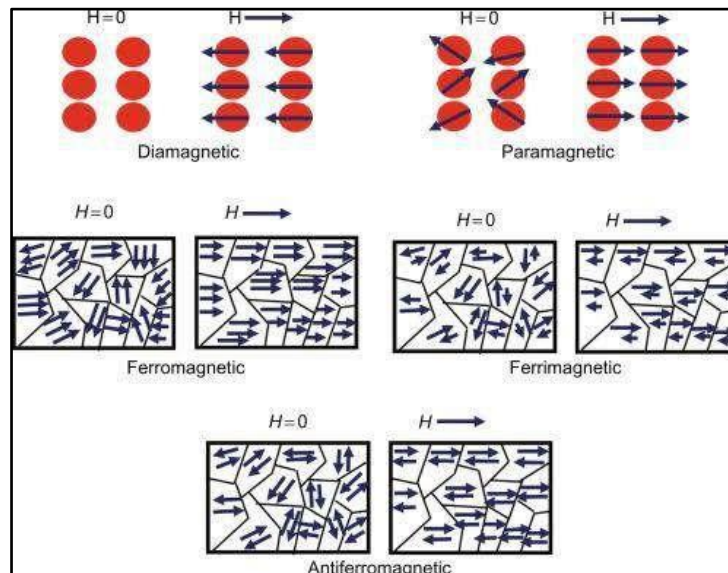 H=0
H
H=0
H
Diamagnetic
Paramagnetic
H=0
H
H=0
H
Ferromagnetic
Ferrimagnetic
H=0
H
Antiferromagnetic